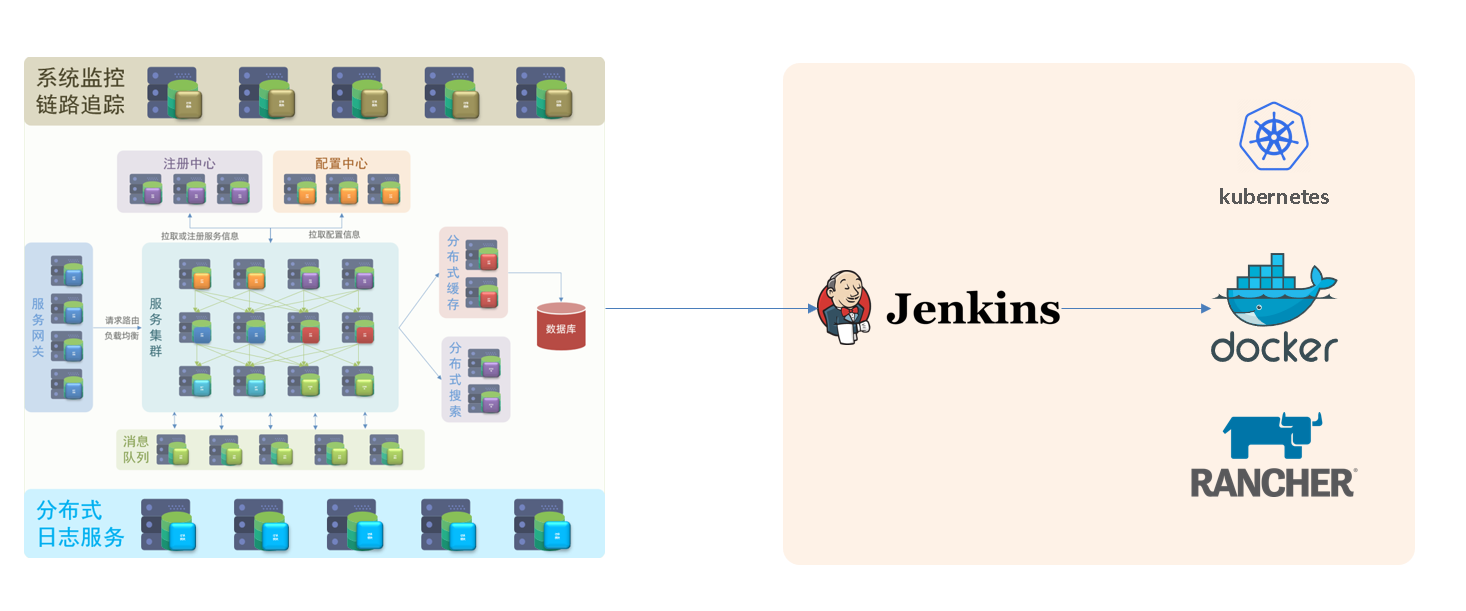 系统监控
链路追踪
注册中心
配置中心
拉取或注册服务信息
拉取配置信息
服务网关
请求路由
负载均衡
服务集群
分布式缓存
数据库
分布式搜索
消息
队列
分布式
日志服务
Jenkins
kubernetes
docker
RANCHER®